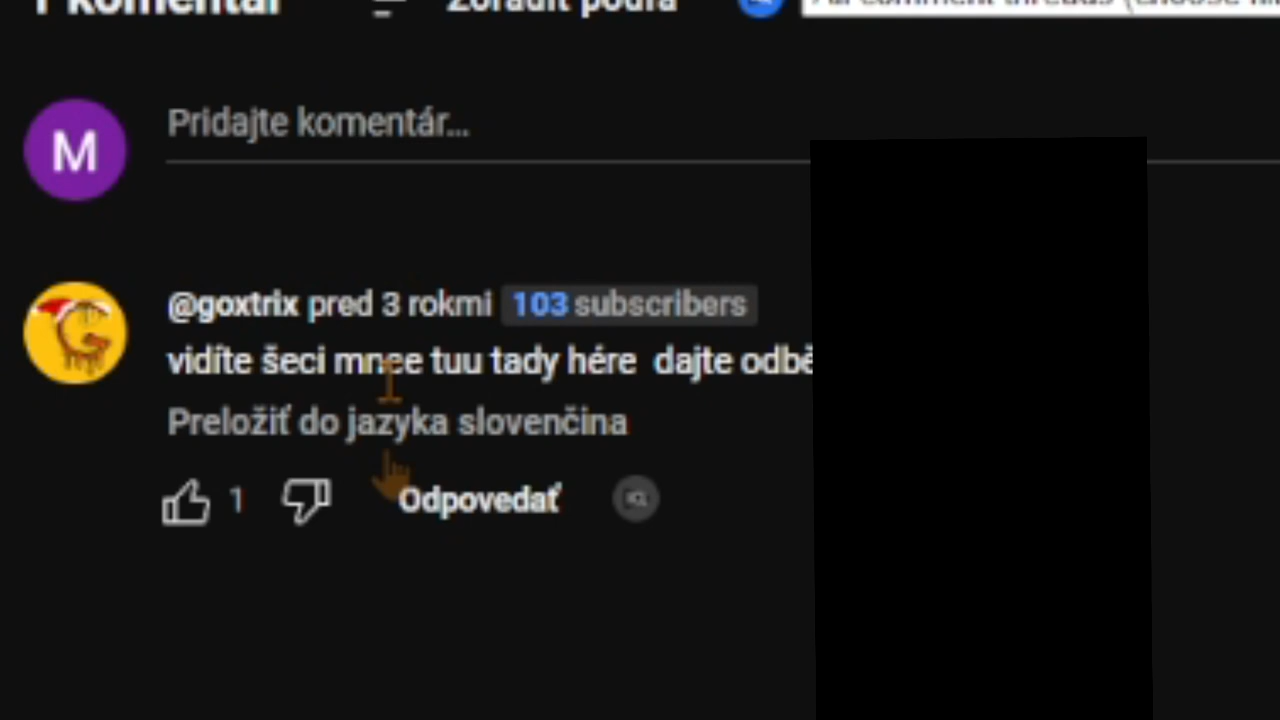 1 komentár
Zoradiť podľa
Pridajte komentár...
M
@goxtrix pred 3 rokmi 103 subscribers
vidíte šeci mnee tuu tady hére dajte odbě
Preložiť do jazyka slovenčina
1
Odpovedať